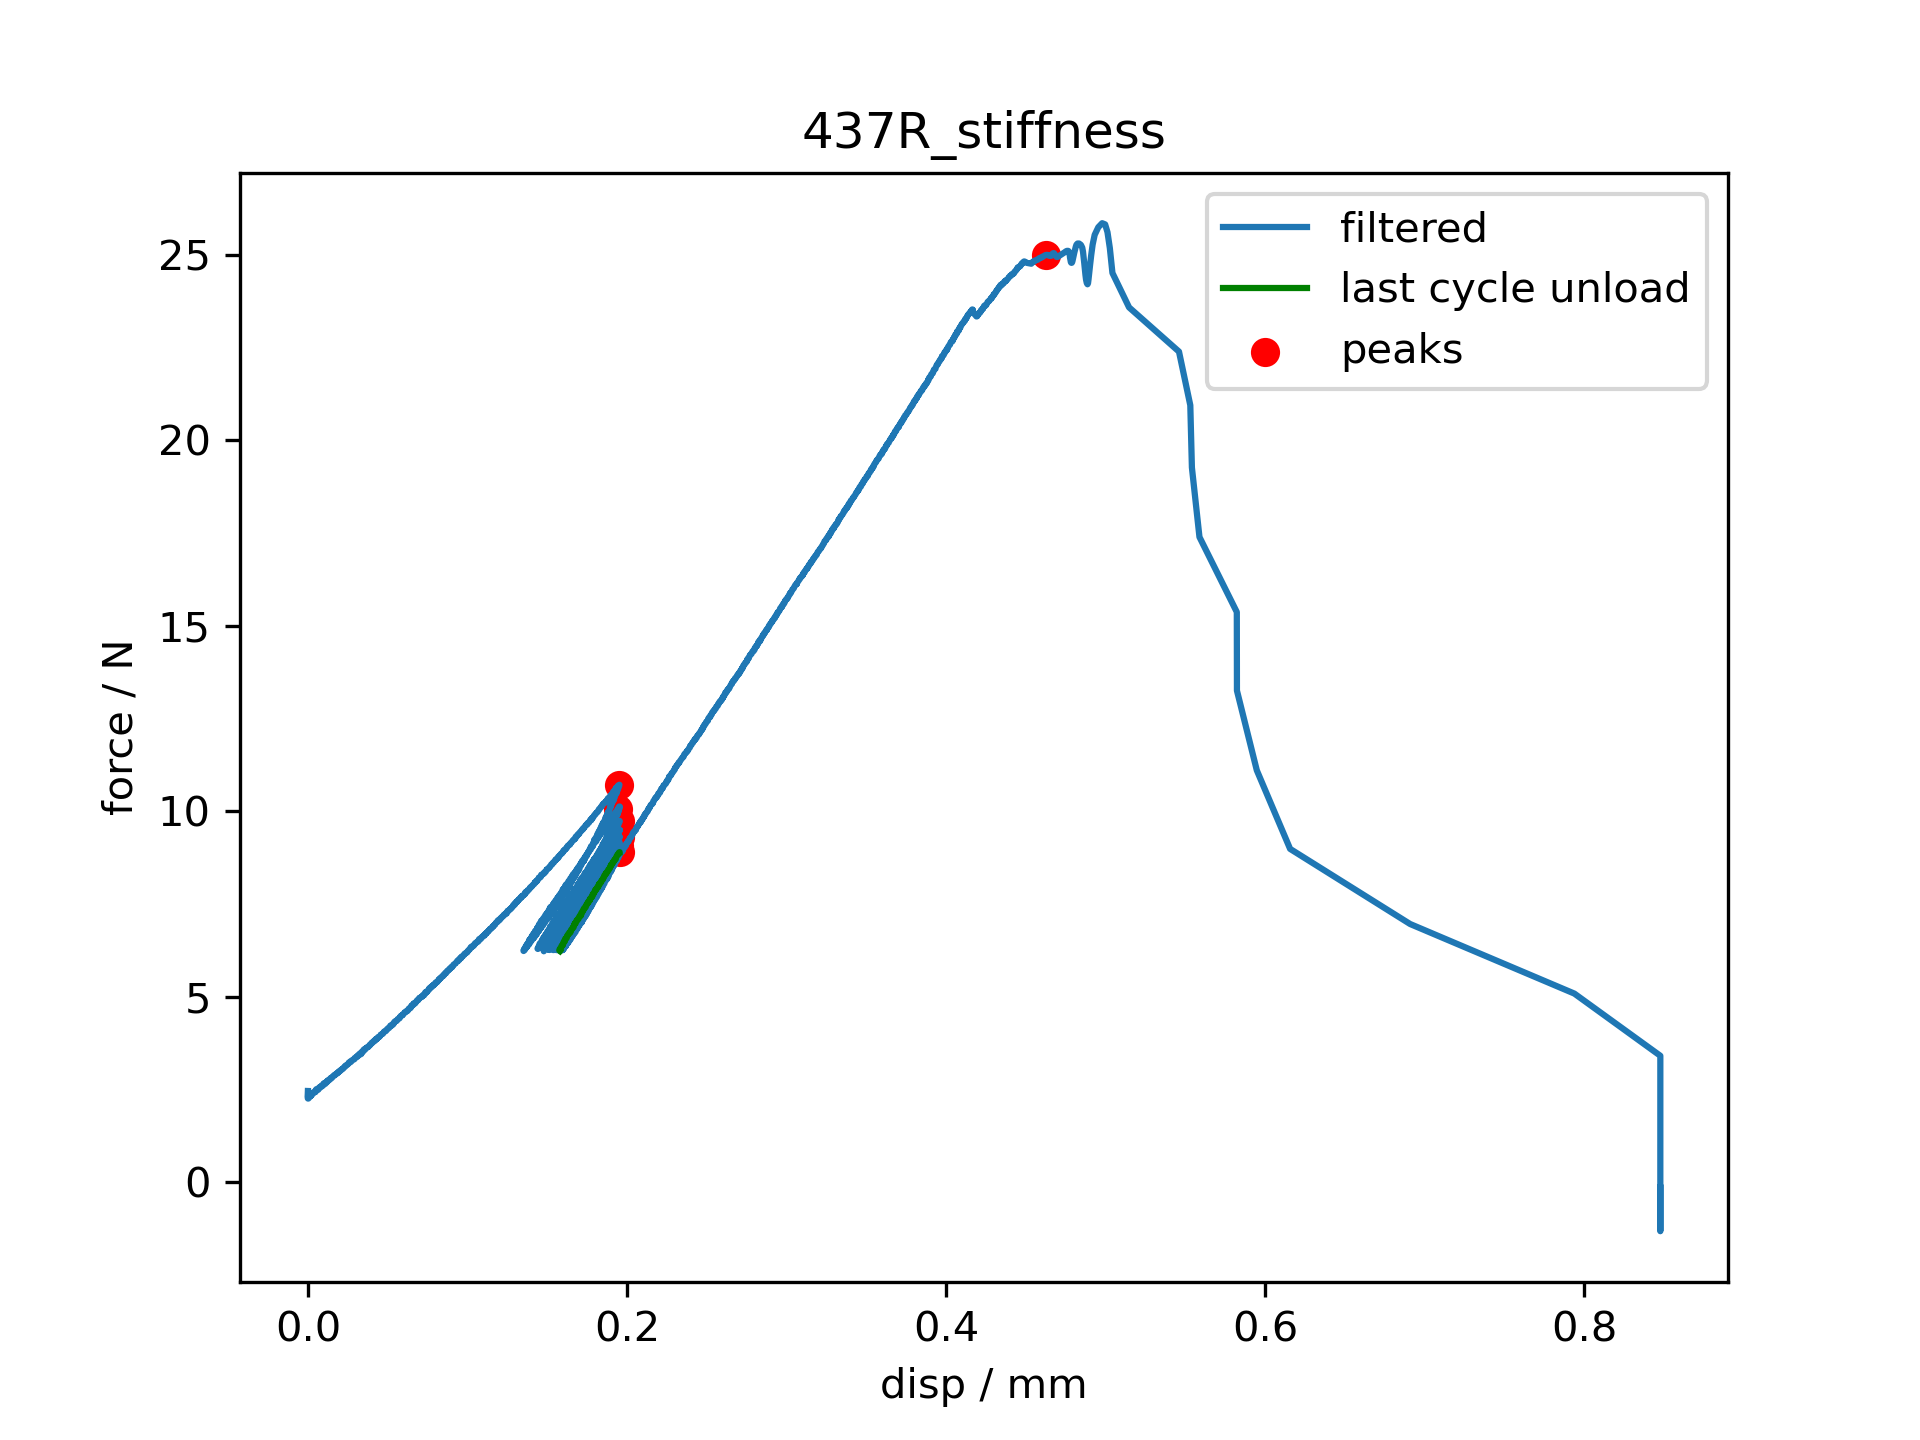 437R_stiffness
filtered
last cycle unload
peaks
25
20
15
10
5
0
force / N
0.0 0.2 0.4 0.6 0.8
disp / mm